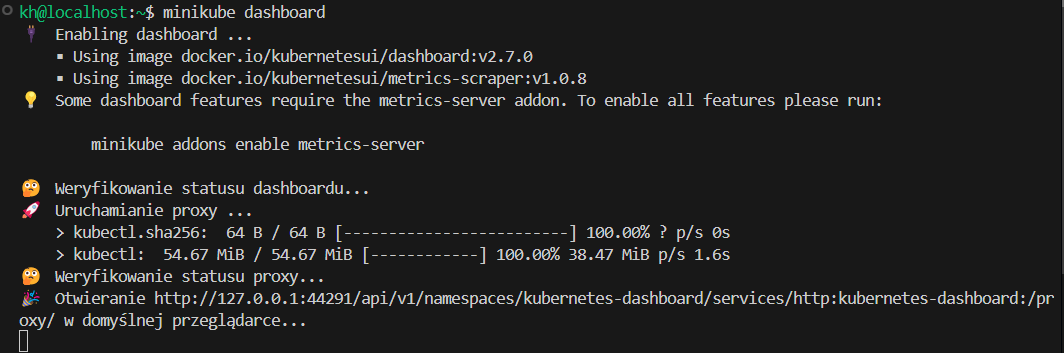 kh@localhost:~$ minikube dashboard
🔌 Enabling dashboard ...
▪ Using image docker.io/kubernetesui/dashboard:v2.7.0
▪ Using image docker.io/kubernetesui/metrics-scraper:v1.0.8
💡 Some dashboard features require the metrics-server addon. To enable all features please run:
minikube addons enable metrics-server
🤔 Weryfikowanie statusu dashboardu...
🚀 Uruchamianie proxy ...
> kubectl.sha256: 64 B / 64 B [-------------------------] 100.00% ? p/s 0s
> kubectl: 54.67 MiB / 54.67 MiB [------------] 100.00% 38.47 MiB p/s 1.6s
🤔 Weryfikowanie statusu proxy...
🎉 Otwieranie http://127.0.0.1:44291/api/v1/namespaces/kubernetes-dashboard/services/http:kubernetes-dashboard:/pr
oxy/ w domyślnej przeglądarce...